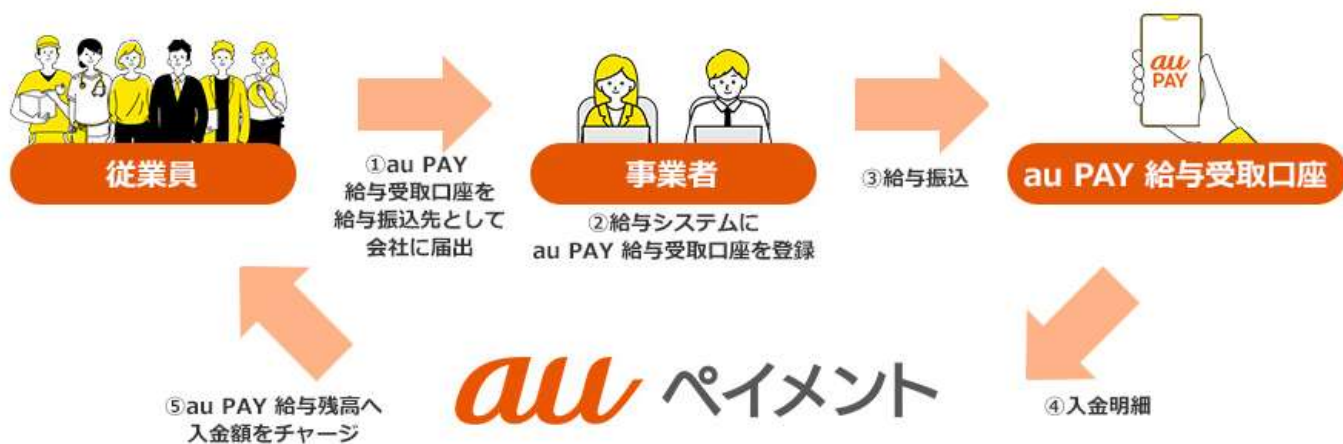 au
PAY
従業員
①au PAY
給与受取口座を
給与振込先として
会社に届出
事業者
②給与システムに
au PAY 給与受取口座を登録
③給与振込
au PAY 給与受取口座
④入金明細
au ペイメント
⑤au PAY 給与残高へ
入金額をチャージ